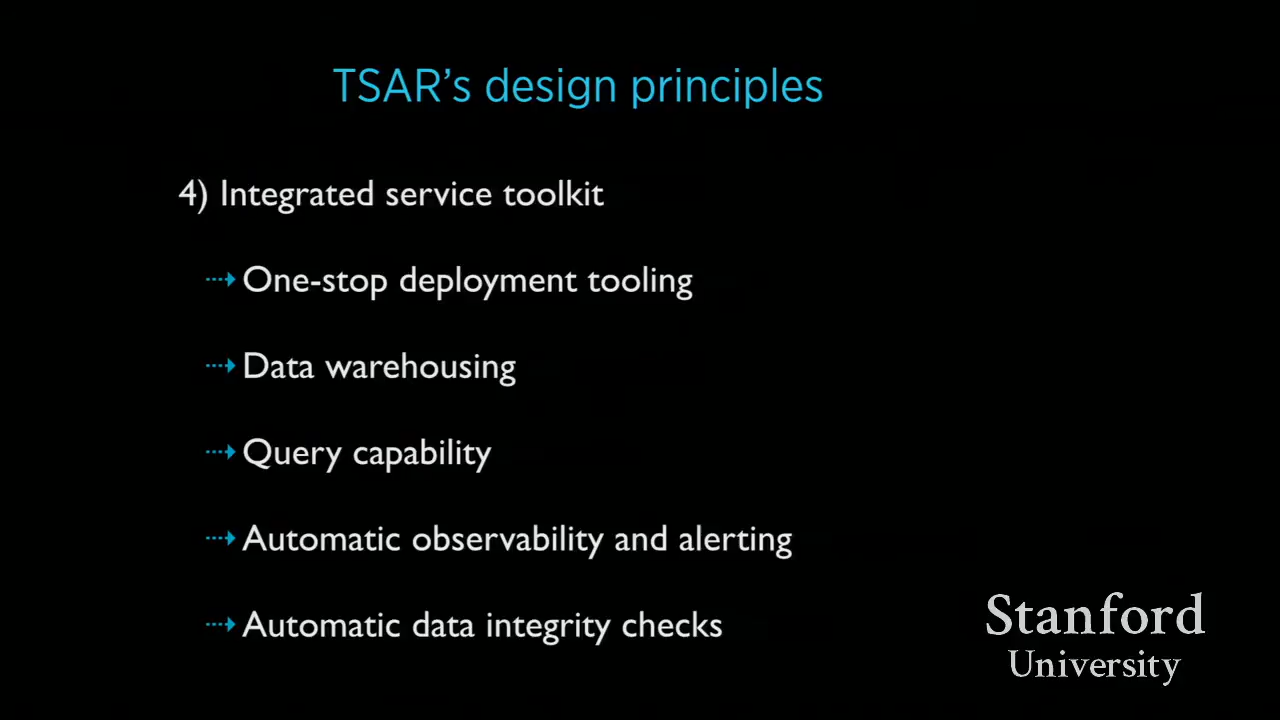 TSAR’s design principles
4) Integrated service toolkit
One-stop deployment tooling
Data warehousing
Query capability
Automatic observability and alerting
Automatic data integrity checks
Stanford
University